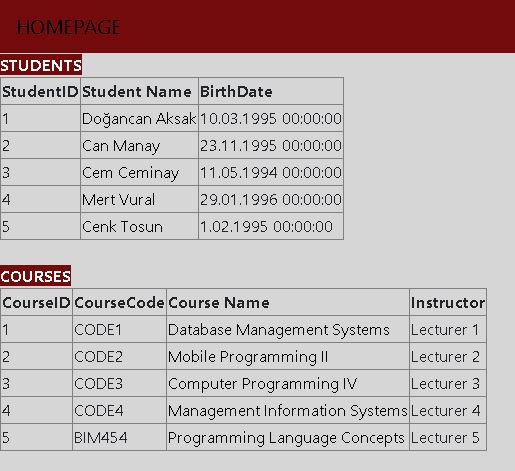 HOMEPAGE
STUDENTS
StudentID Student Name BirthDate
1 Doğancan Aksak 10.03.1995 00:00:00
2 Can Manay 23.11.1995 00:00:00
3 Cem Ceminay 11.05.1994 00:00:00
4 Mert Vural 29.01.1996 00:00:00
5 Cenk Tosun 1.02.1995 00:00:00
COURSES
CourseID CourseCode Course Name Instructor
1 CODE1 Database Management Systems Lecturer 1
2 CODE2 Mobile Programming II Lecturer 2
3 CODE3 Computer Programming IV Lecturer 3
4 CODE4 Management Information Systems Lecturer 4
5 BIM454 Programming Language Concepts Lecturer 5